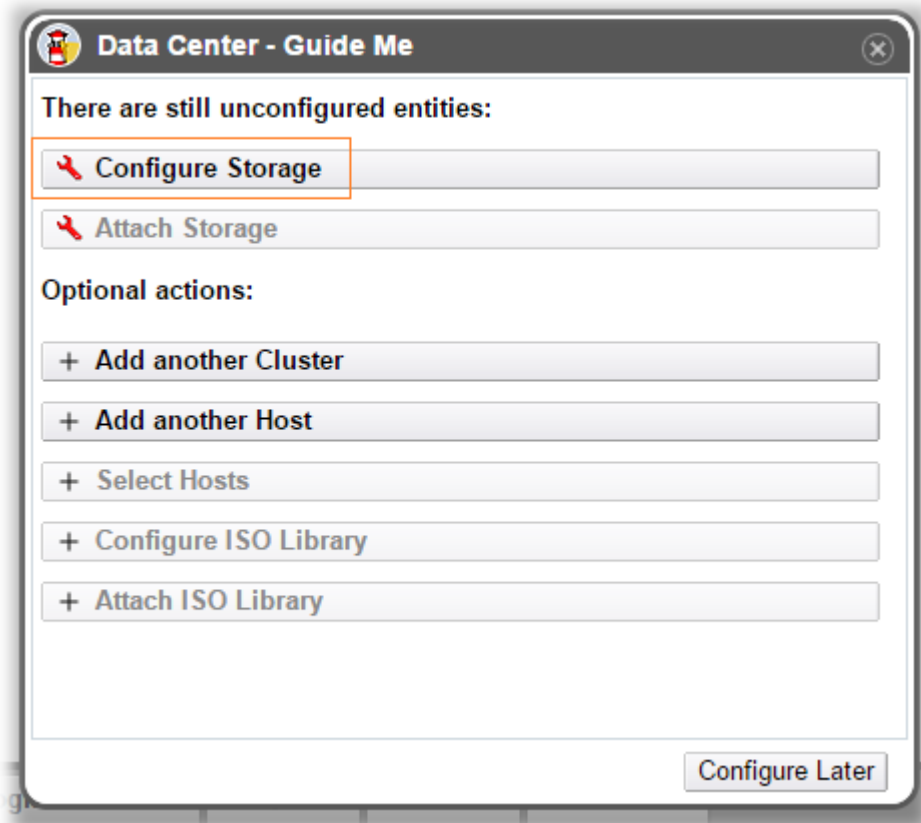 Data Center - Guide Me
There are still unconfigured entities:
Configure Storage
Attach Storage
Optional actions:
+ Add another Cluster
+ Add another Host
+ Select Hosts
+ Configure ISO Library
+ Attach ISO Library
Configure Later